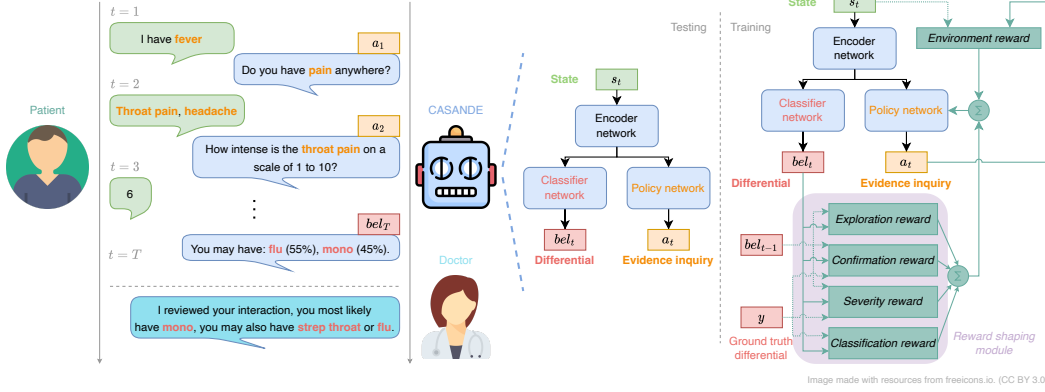 t = 1
I have fever
a1
Do you have pain anywhere?
t = 2
Patient
Throat pain, headache
a2
How intense is the throat pain on a
scale of 1 to 10?
t = 3
6
belT
You may have: flu (55%), mono (45%).
t = T
I reviewed your interaction, you most likely
have mono, you may also have strep throat or flu.
CASANDE
Doctor
Testing
State
st
Encoder
network
Classifier
network
Policy network
belt
at
Differential
Evidence inquiry
Training
State
st
Environment reward
Encoder
network
Classifier
network
Policy network
Σ
belt
at
Differential
Evidence inquiry
Exploration reward
belt−1
Confirmation reward
Σ
Severity reward
y
Ground truth
differential
Classification reward
Reward shaping
module
Image made with resources from freeicons.io. (CC BY 3.0